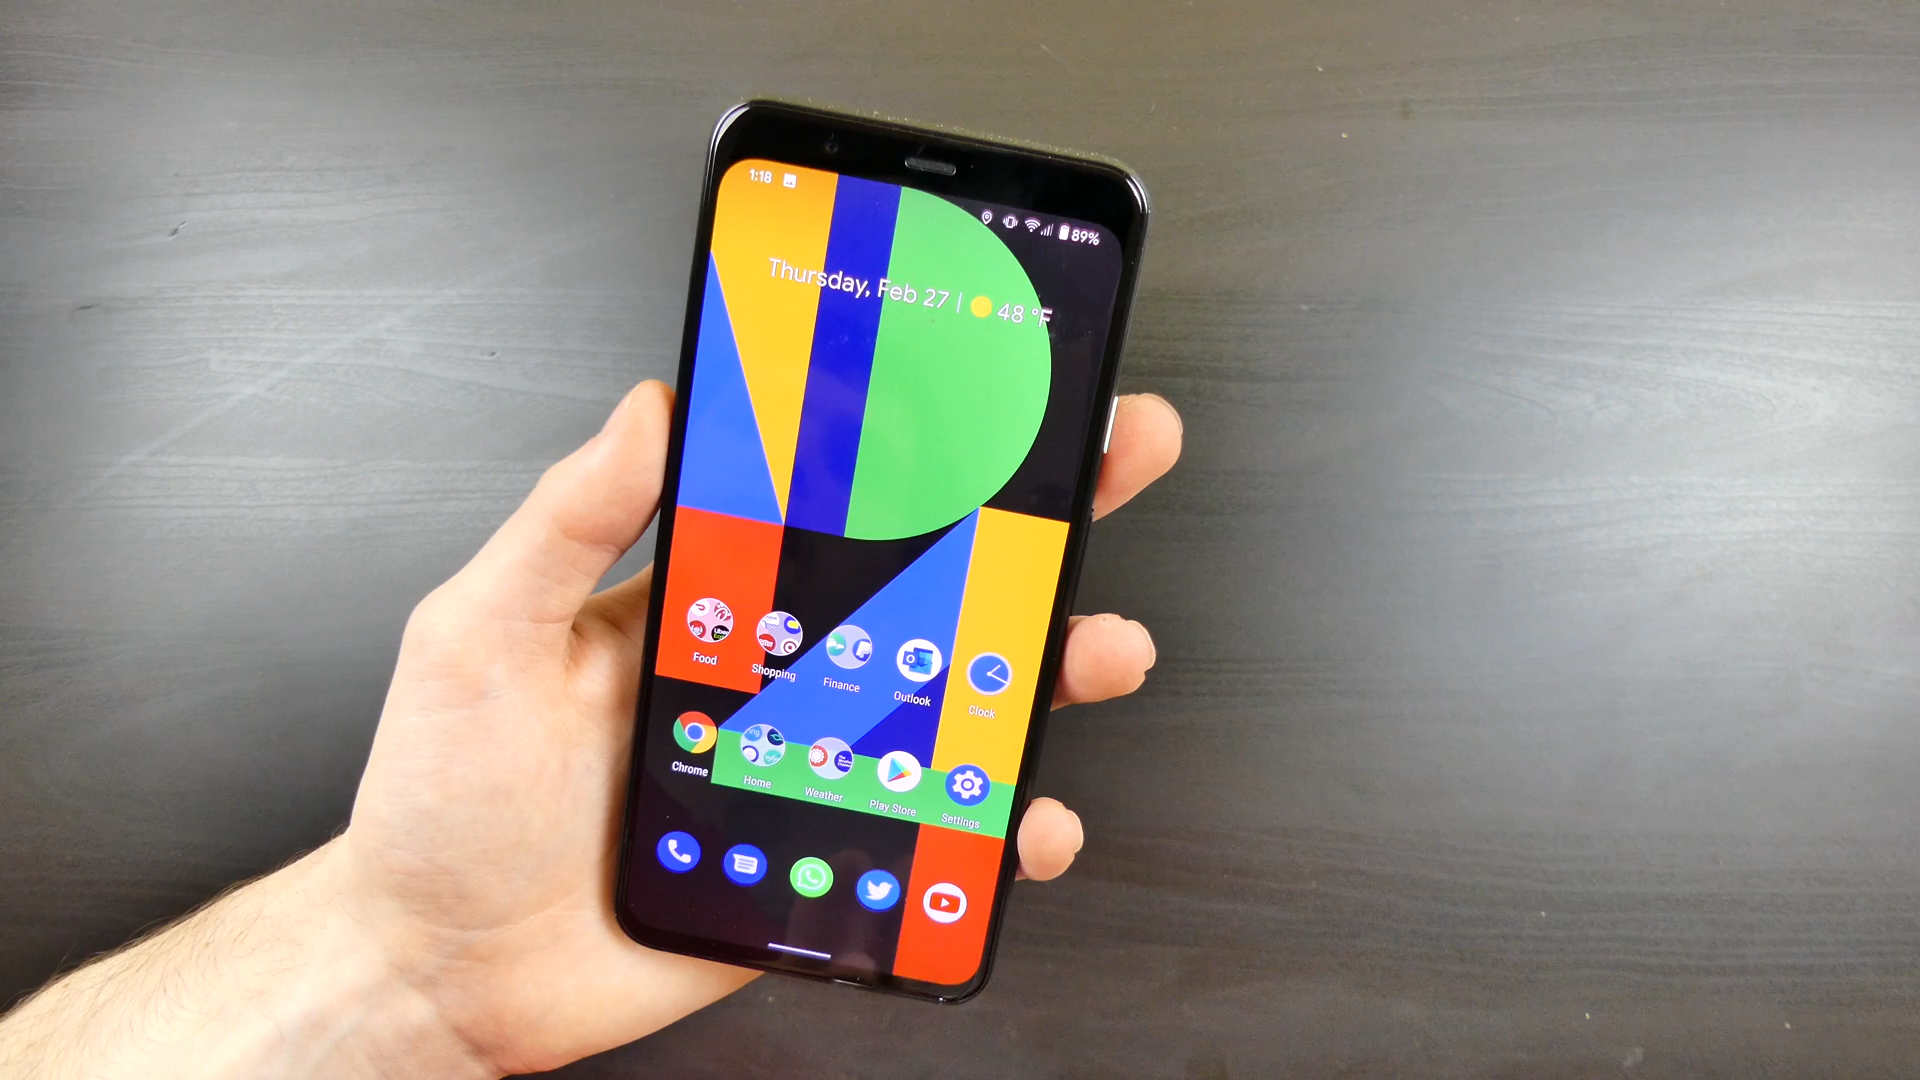 1:18
89%
Thursday, Feb 27 | 48 °F
Food
Shopping
Finance
Outlook
Clock
Chrome
Home
Weather
Play Store
Settings